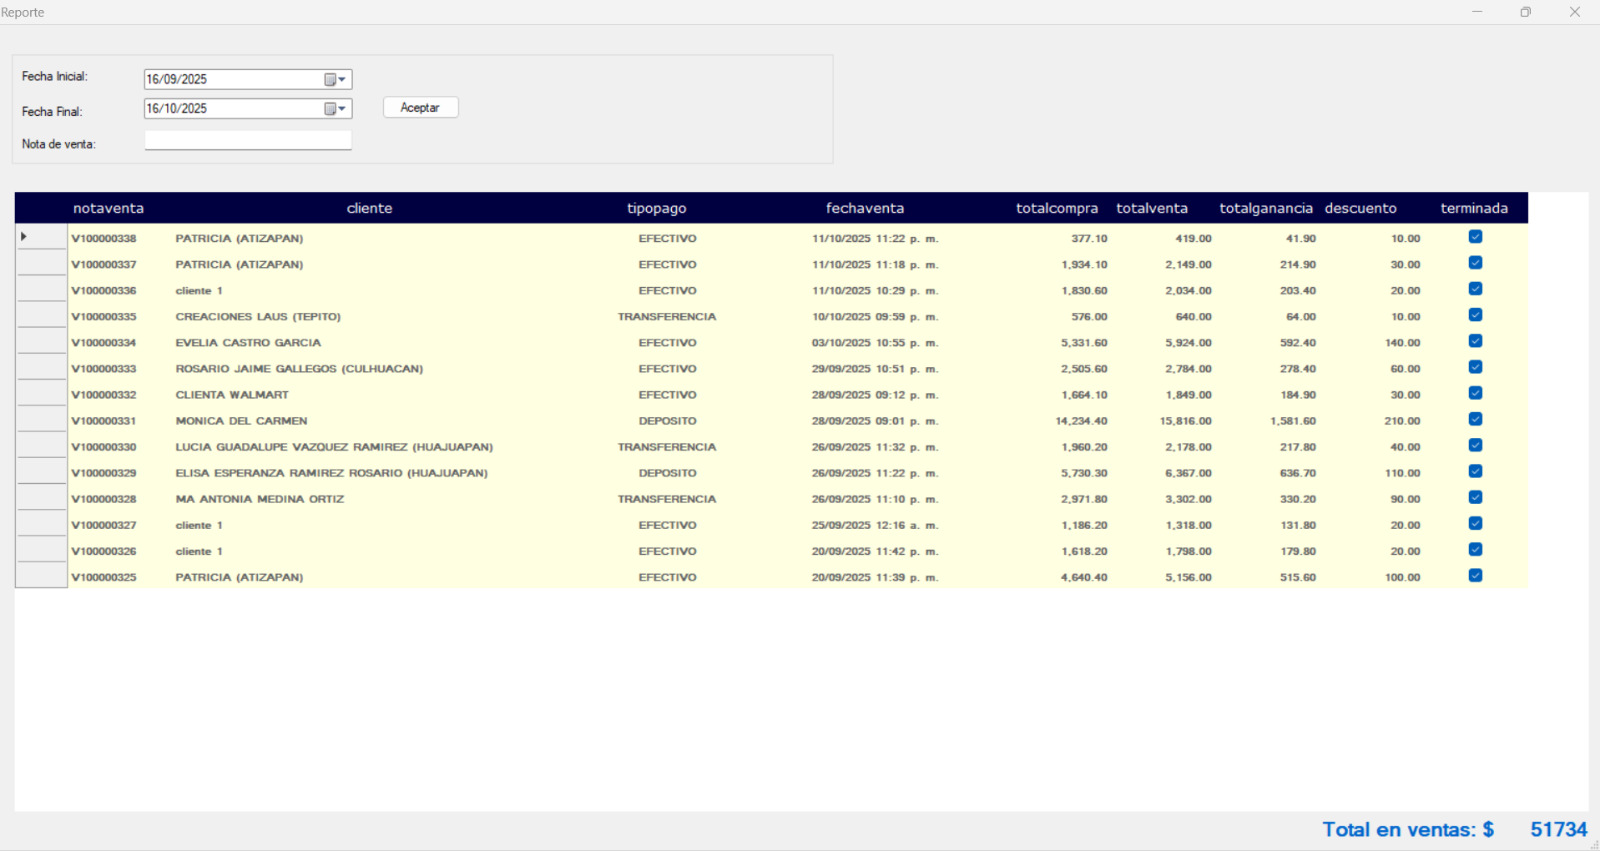 Reporte
Fecha Inicial: 16/09/2025
Fecha Final: 16/10/2025 Aceptar
Nota de venta:
notaventa cliente tipopago fechaventa totalcompra totalventa totalganancia descuento terminada
V100000338 PATRICIA (ATIZAPAN) EFECTIVO 11/10/2025 11:22 p. m. 377.10 419.00 41.90 10.00
V100000337 PATRICIA (ATIZAPAN) EFECTIVO 11/10/2025 11:18 p. m. 1,934.10 2,149.00 214.90 30.00
V100000336 cliente 1 EFECTIVO 11/10/2025 10:29 p. m. 1,830.60 2,034.00 203.40 20.00
V100000335 CREACIONES LAUS (TEPITO) TRANSFERENCIA 10/10/2025 09:59 p. m. 576.00 640.00 64.00 10.00
V100000334 EVELIA CASTRO GARCIA EFECTIVO 03/10/2025 10:55 p. m. 5,331.60 5,924.00 592.40 140.00
V100000333 ROSARIO JAIME GALLEGOS (CULHUACAN) EFECTIVO 29/09/2025 10:51 p. m. 2,505.60 2,784.00 278.40 60.00
V100000332 CLIENTA WALMART EFECTIVO 28/09/2025 09:12 p. m. 1,664.10 1,849.00 184.90 30.00
V100000331 MONICA DEL CARMEN DEPOSITO 28/09/2025 09:01 p. m. 14,234.40 15,816.00 1,581.60 210.00
V100000330 LUCIA GUADALUPE VAZQUEZ RAMIREZ (HUAJUAPAN) TRANSFERENCIA 26/09/2025 11:32 p. m. 1,960.20 2,178.00 217.80 40.00
V100000329 ELISA ESPERANZA RAMIREZ ROSARIO (HUAJUAPAN) DEPOSITO 26/09/2025 11:22 p. m. 5,730.30 6,367.00 636.70 110.00
V100000328 MA ANTONIA MEDINA ORTIZ TRANSFERENCIA 26/09/2025 11:10 p. m. 2,971.80 3,302.00 330.20 90.00
V100000327 cliente 1 EFECTIVO 25/09/2025 12:16 a. m. 1,186.20 1,318.00 131.80 20.00
V100000326 cliente 1 EFECTIVO 20/09/2025 11:42 p. m. 1,618.20 1,798.00 179.80 20.00
V100000325 PATRICIA (ATIZAPAN) EFECTIVO 20/09/2025 11:39 p. m. 4,640.40 5,156.00 515.60 100.00
Total en ventas: $ 51734